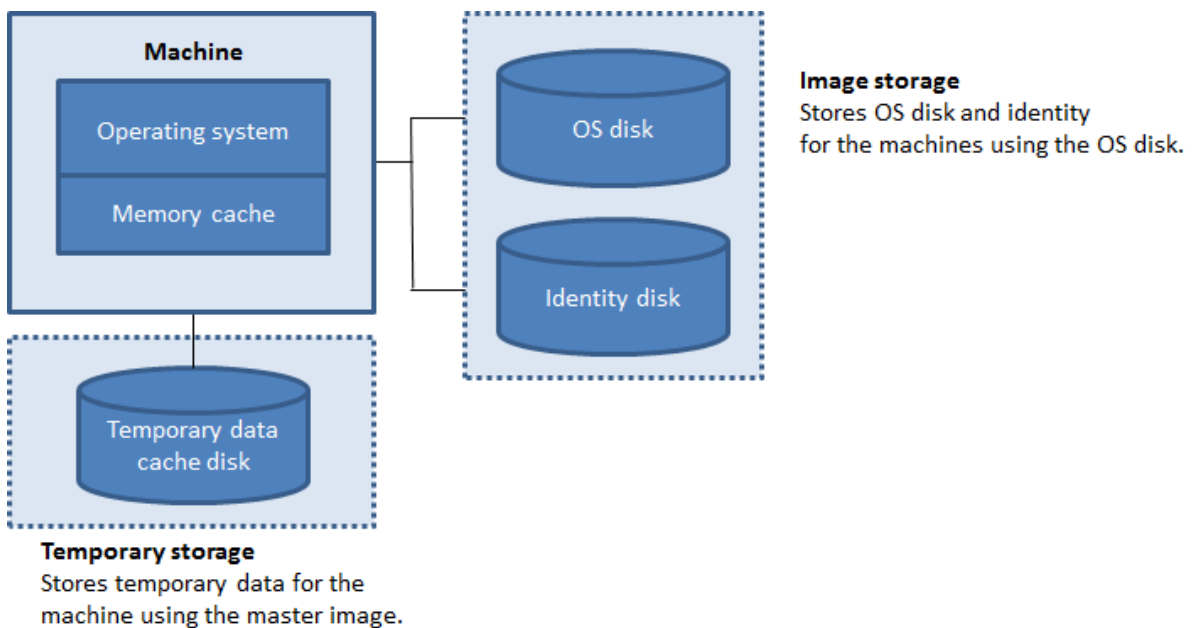 Machine
Operating system
Memory cache
OS disk
Identity disk
Image storage
Stores OS disk and identity
for the machines using the OS disk.
Temporary data
cache disk
Temporary storage
Stores temporary data for the
machine using the master image.